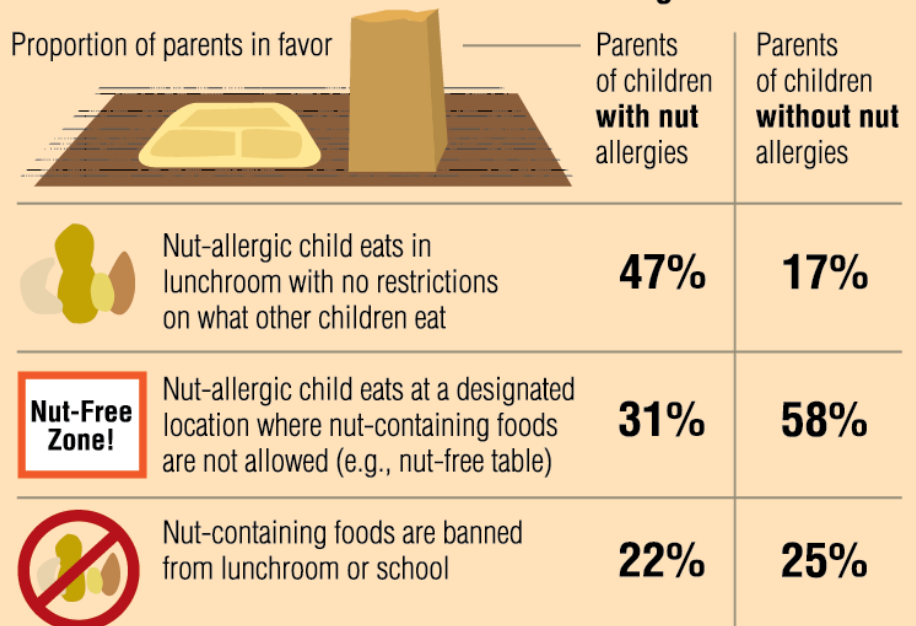 Proportion of parents in favor
Parents
of children
with nut
allergies
Parents
of children
without nut
allergies
Nut-allergic child eats in
lunchroom with no restrictions
on what other children eat
47%
17%
Nut-Free
Zone!
Nut-allergic child eats at a designated
location where nut-containing foods
are not allowed (e.g., nut-free table)
31%
58%
Nut-containing foods are banned
from lunchroom or school
22%
25%